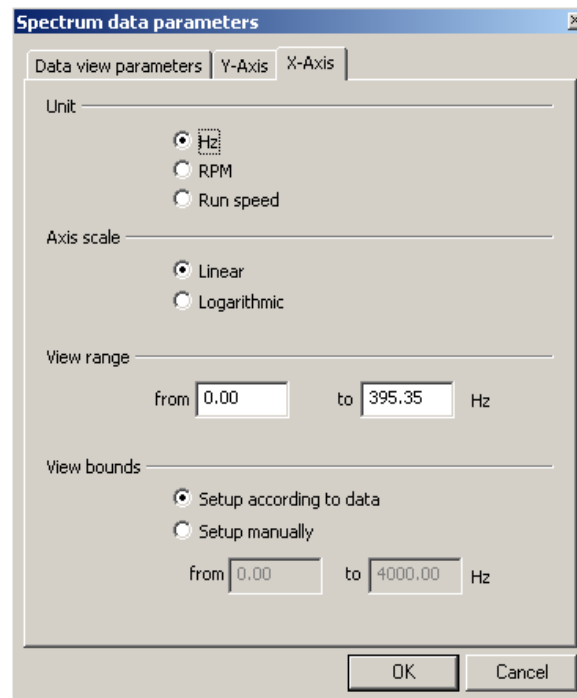 Spectrum data parameters
Data view parameters Y-Axis X-Axis
Unit
Hz
RPM
Run speed
Axis scale
Linear
Logarithmic
View range
from 0.00 to 395.35 Hz
View bounds
Setup according to data
Setup manually
from 0.00 to 4000.00 Hz
OK Cancel